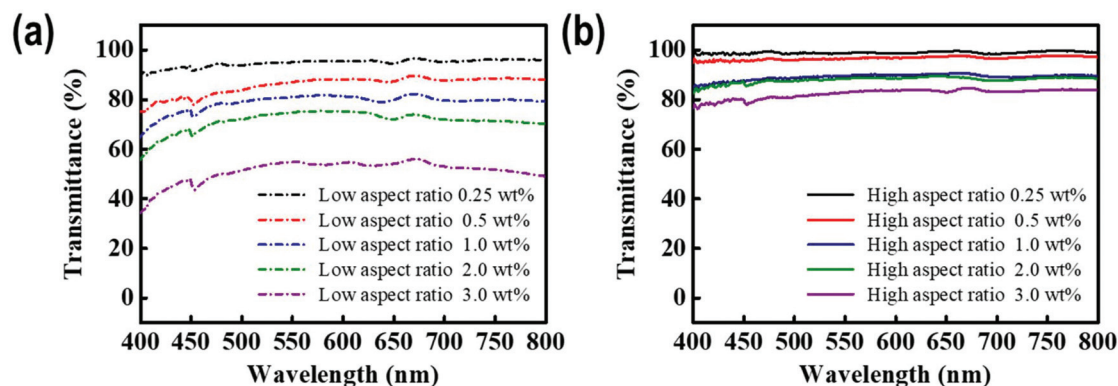 (a)
Transmittance (%)
100
80
60
40
20
0
Low aspect ratio 0.25 wt%
Low aspect ratio 0.5 wt%
Low aspect ratio 1.0 wt%
Low aspect ratio 2.0 wt%
Low aspect ratio 3.0 wt%
400 450 500 550 600 650 700 750 800
Wavelength (nm)
(b)
Transmittance (%)
100
80
60
40
20
0
High aspect ratio 0.25 wt%
High aspect ratio 0.5 wt%
High aspect ratio 1.0 wt%
High aspect ratio 2.0 wt%
High aspect ratio 3.0 wt%
400 450 500 550 600 650 700 750 800
Wavelength (nm)